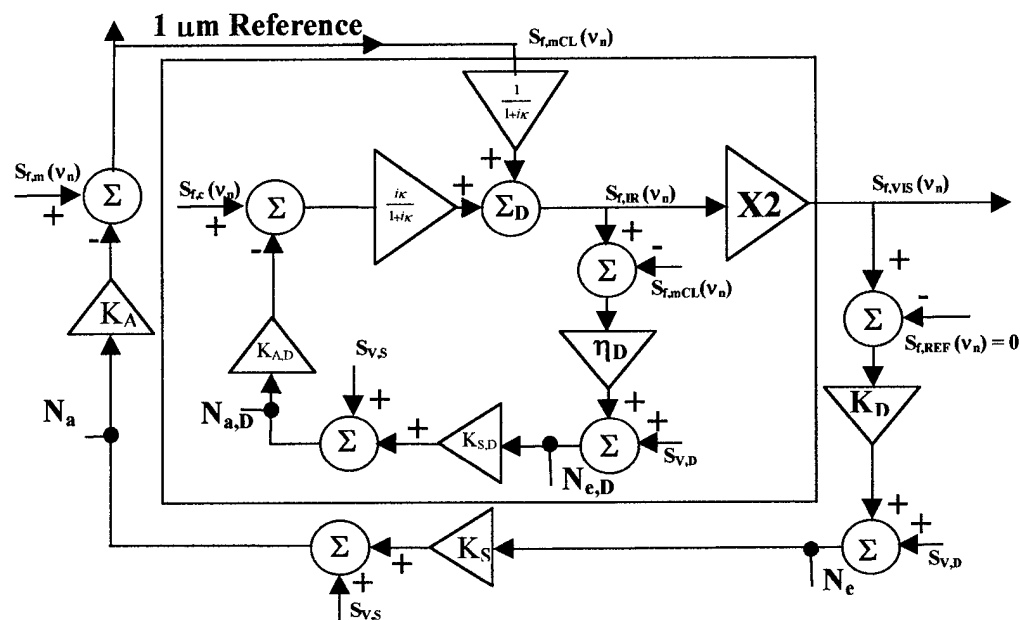 1 μm Reference
S_{f,mCL}(ν_n)
1
1+iκ
+
S_{f,m}(ν_n)
Σ
+
-
S_{f,c}(ν_n)
+
Σ
-
iκ
1+iκ
+
Σ_D
S_{f,IR}(ν_n)
X2
S_{f,VIS}(ν_n)
+
-
Σ
S_{f,mCL}(ν_n)
+
-
Σ
S_{f,REF}(ν_n) = 0
K_A
K_{A,D}
S_{V,S}
η_D
K_D
N_a
N_{a,D}
+
Σ
+
K_{S,D}
N_{e,D}
+
Σ
+
S_{V,D}
Σ
+
+
S_{V,S}
K_S
N_e
+
+
Σ
S_{V,D}